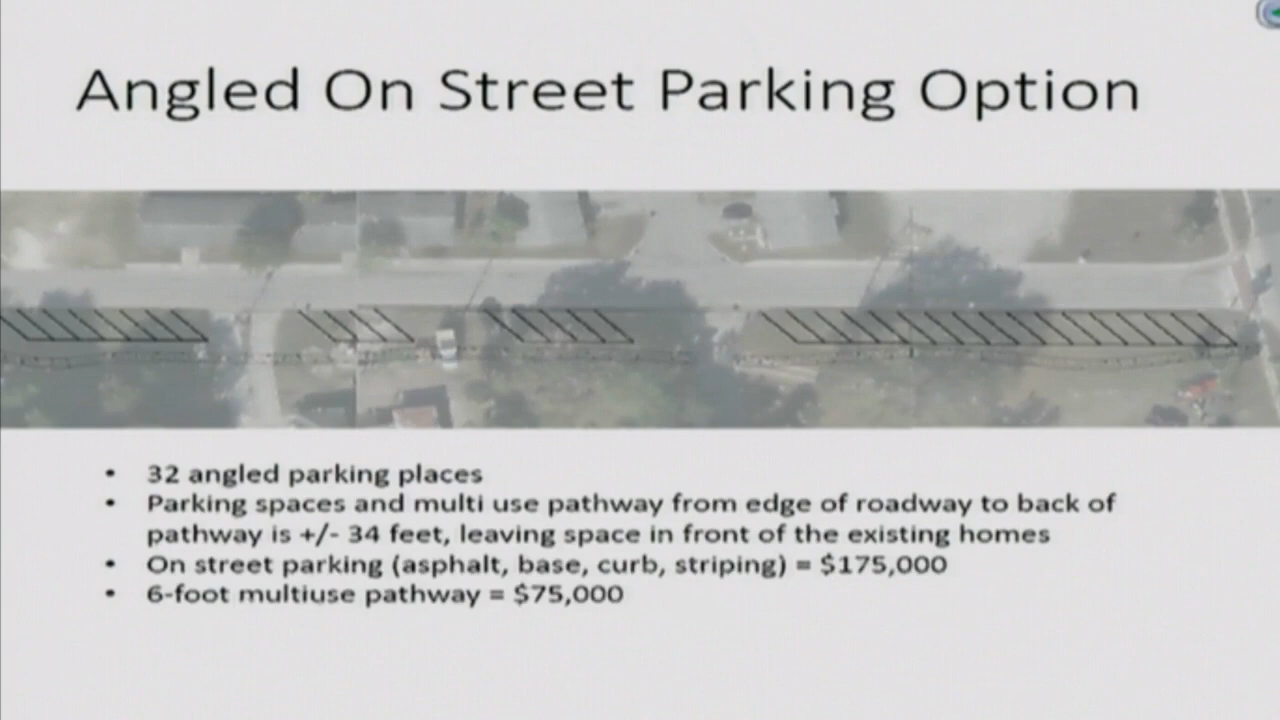 Angled On Street Parking Option
• 32 angled parking places
• Parking spaces and multi use pathway from edge of roadway to back of
pathway is +/- 34 feet, leaving space in front of the existing homes
• On street parking (asphalt, base, curb, striping) = $175,000
• 6-foot multiuse pathway = $75,000